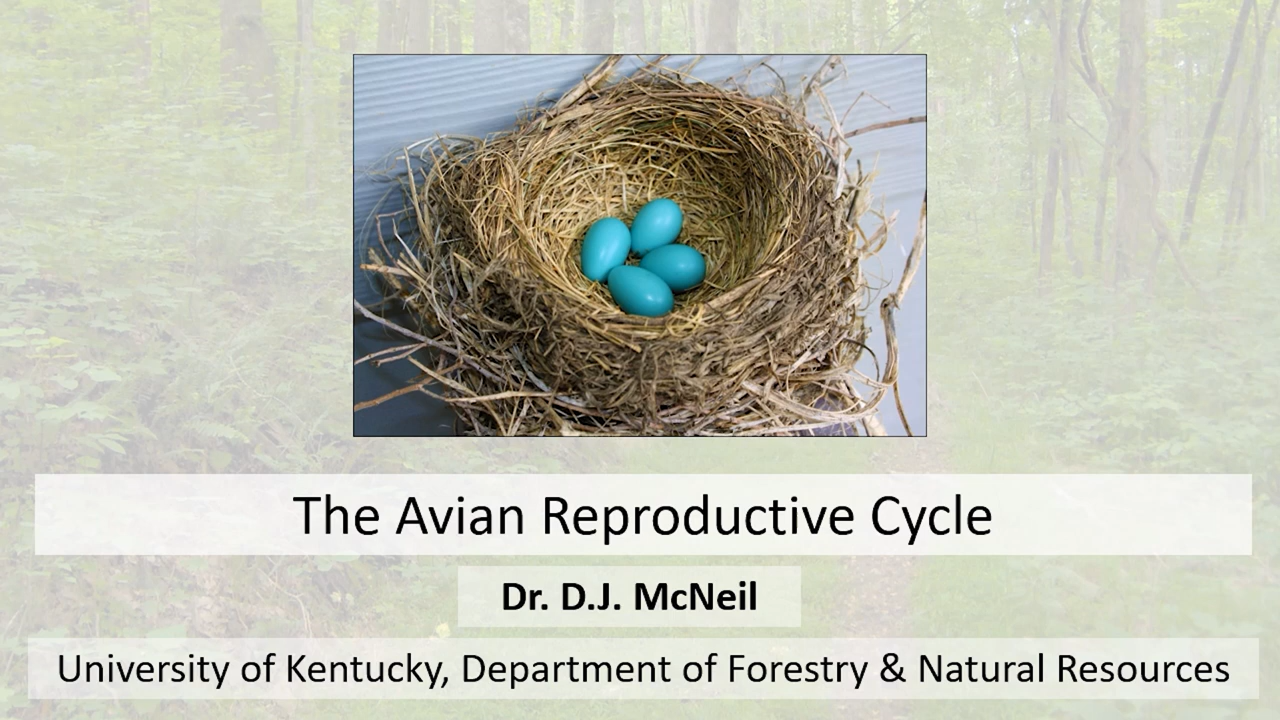 The Avian Reproductive Cycle
Dr. D.J. McNeil
University of Kentucky, Department of Forestry & Natural Resources